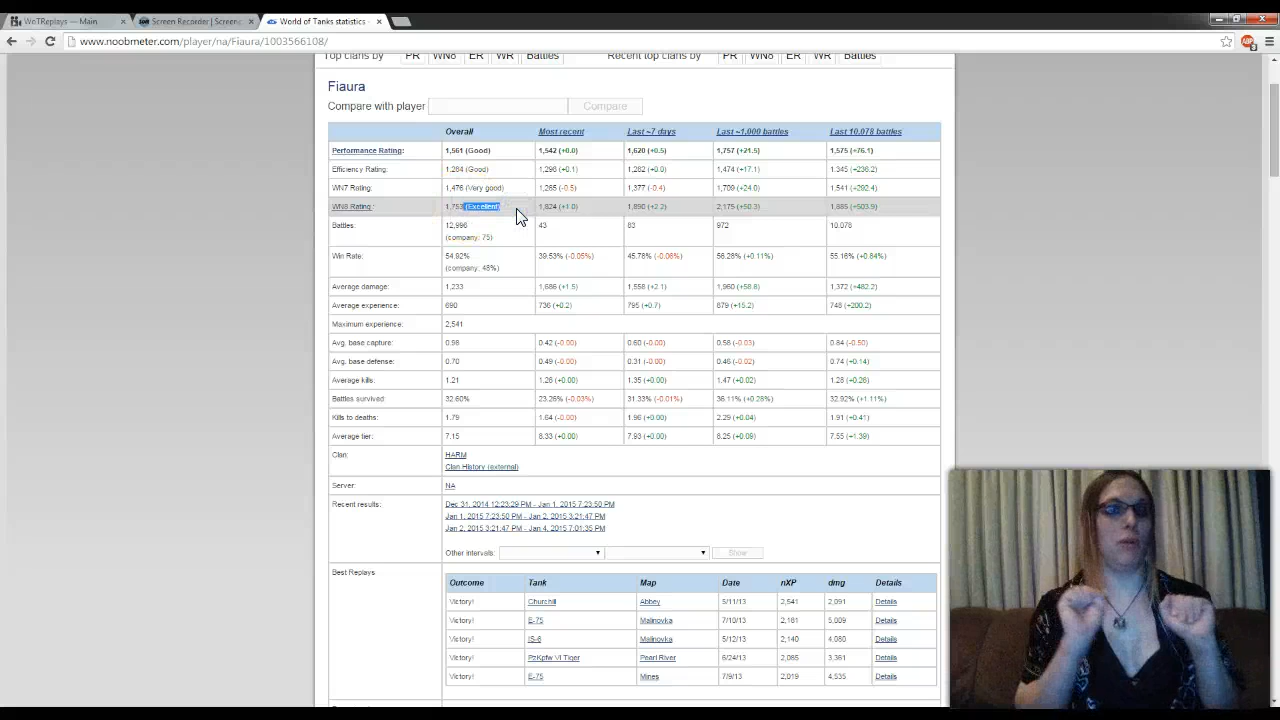 WoTReplays — Main
Screen Recorder | Screenc
World of Tanks statistics -
www.noobmeter.com/player/na/Fiaura/1003566108/
Top clans by PR WN8 ER WR Battles Recent top clans by PR WN8 ER WR Battles
Fiaura
Compare with player Compare
Overall Most recent Last ~7 days Last ~1,000 battles Last 10,078 battles
Performance Rating: 1,561 (Good) 1,542 (+0.0) 1,620 (+0.5) 1,757 (+21.5) 1,575 (+76.1)
Efficiency Rating: 1,284 (Good) 1,296 (+0.1) 1,282 (+0.0) 1,474 (+17.1) 1,345 (+236.2)
WN7 Rating: 1,476 (Very good) 1,265 (-0.5) 1,377 (-0.4) 1,709 (+24.0) 1,541 (+292.4)
WN8 Rating : 1,753 (Excellent) 1,824 (+1.0) 1,890 (+2.2) 2,175 (+50.3) 1,885 (+503.9)
Battles: 12,996 43 83 972 10,078
(company: 75)
Win Rate: 54.92% 39.53% (-0.05%) 45.78% (-0.06%) 56.28% (+0.11%) 55.16% (+0.84%)
(company: 48%)
Average damage: 1,233 1,686 (+1.5) 1,558 (+2.1) 1,960 (+58.8) 1,372 (+482.2)
Average experience: 690 736 (+0.2) 795 (+0.7) 879 (+15.2) 748 (+200.2)
Maximum experience: 2,541
Avg. base capture: 0.98 0.42 (-0.00) 0.60 (-0.00) 0.58 (-0.03) 0.84 (-0.50)
Avg. base defense: 0.70 0.49 (-0.00) 0.31 (-0.00) 0.46 (-0.02) 0.74 (+0.14)
Average kills: 1.21 1.26 (+0.00) 1.35 (+0.00) 1.47 (+0.02) 1.28 (+0.26)
Battles survived: 32.60% 23.26% (-0.03%) 31.33% (-0.01%) 36.11% (+0.28%) 32.92% (+1.11%)
Kills to deaths: 1.79 1.64 (-0.00) 1.96 (+0.00) 2.29 (+0.04) 1.91 (+0.41)
Average tier: 7.15 8.33 (+0.00) 7.93 (+0.00) 8.25 (+0.09) 7.55 (+1.39)
Clan: HARM
Clan History (external)
Server: NA
Recent results: Dec 31, 2014 12:23:29 PM - Jan 1, 2015 7:23:50 PM
Jan 1, 2015 7:23:50 PM - Jan 2, 2015 3:21:47 PM
Jan 2, 2015 3:21:47 PM - Jan 4, 2015 7:01:35 PM
Other intervals: Show
Best Replays
Outcome Tank Map Date nXP dmg Details
Victory! Churchill Abbey 5/11/13 2,541 2,091 Details
Victory! E-75 Malinovka 7/10/13 2,161 5,009 Details
Victory! IS-6 Malinovka 5/12/13 2,140 4,080 Details
Victory! PzKpfw VI Tiger Pearl River 6/24/13 2,085 3,361 Details
Victory! E-75 Mines 7/9/13 2,019 4,535 Details